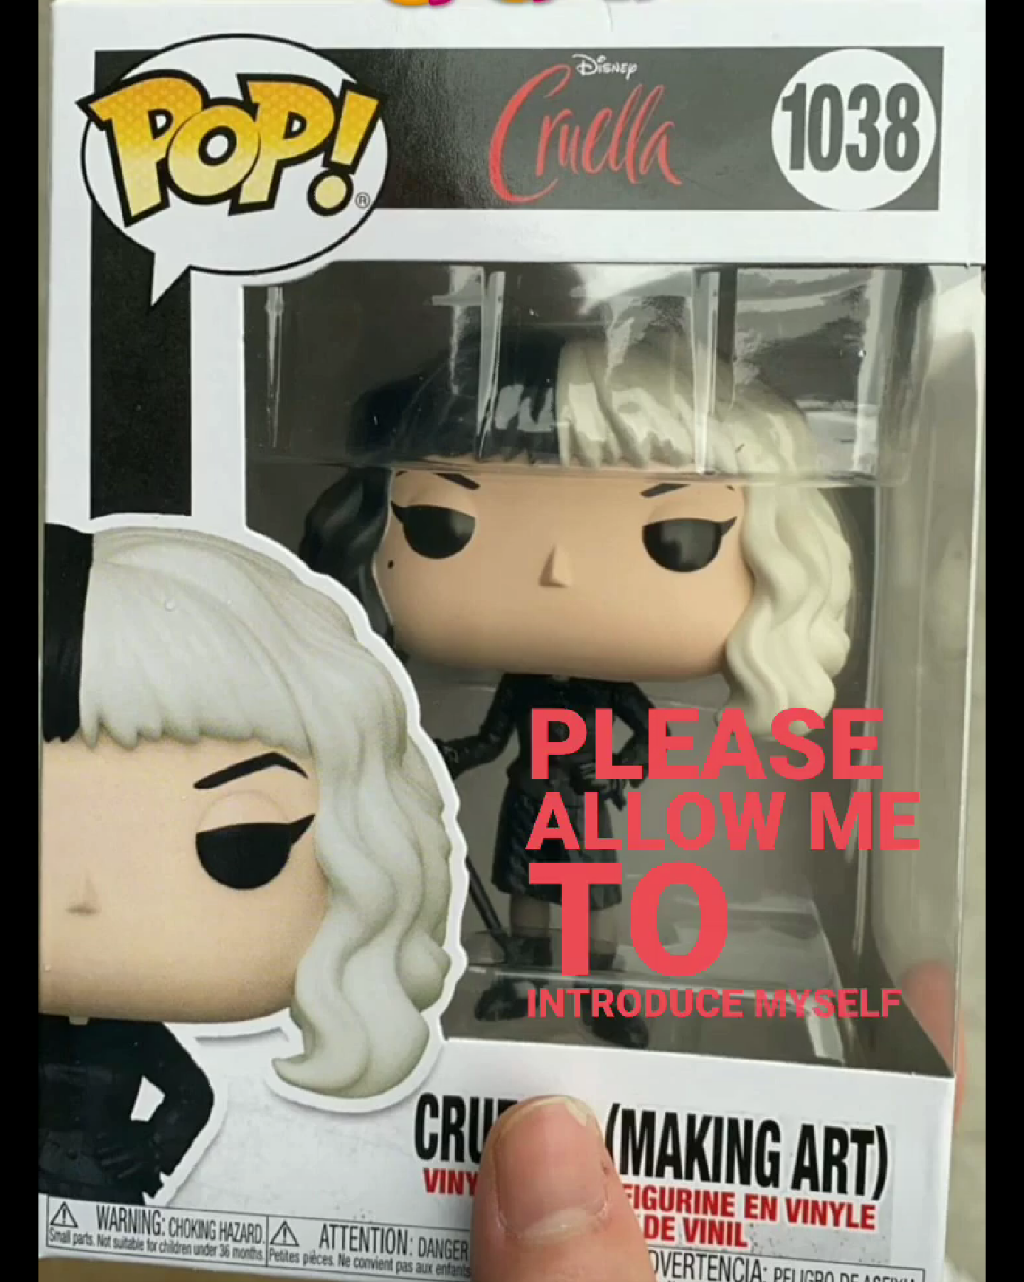 POP!
®
Disney
Cruella
1038
PLEASE
ALLOW ME
TO
INTRODUCE MYSELF
(MAKING ART)
EN VINYLE
DE VINIL
WARNING: CHOKING HAZARD.
Small parts. Not suitable for children under 36 months.
ATTENTION: DANGER
Petites pièces. Ne convient pas aux enfants